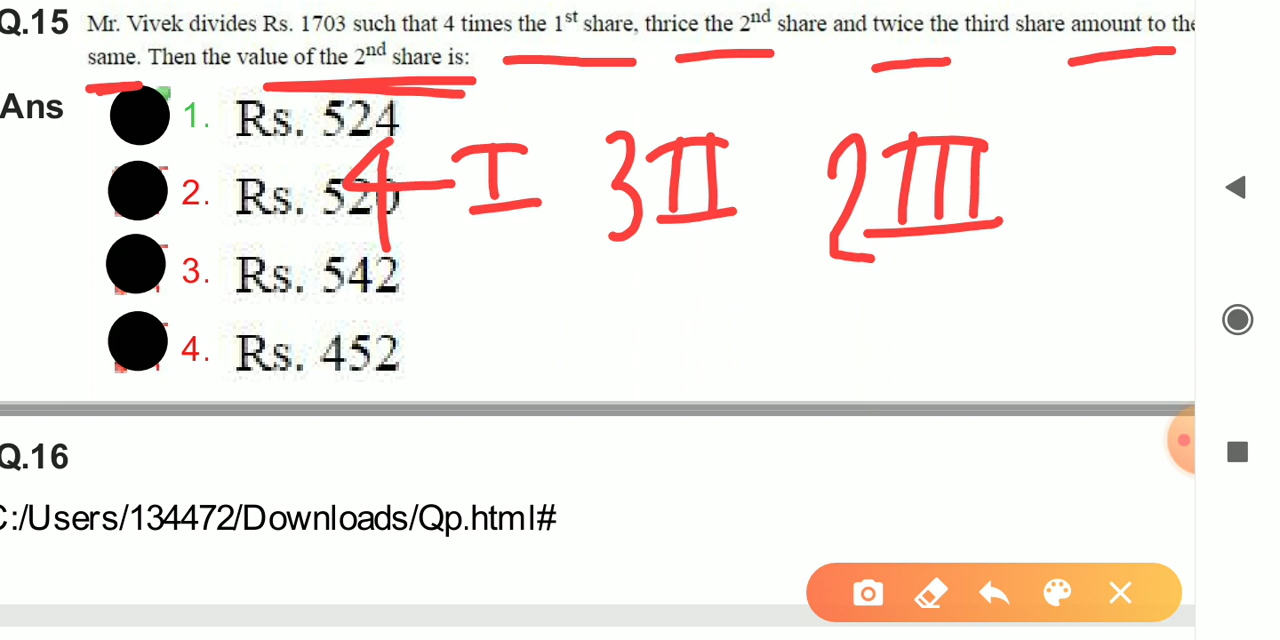 Q.15 Mr. Vivek divides Rs. 1703 such that 4 times the 1st share, thrice the 2nd share and twice the third share amount to the
same. Then the value of the 2nd share is:
Ans
1. Rs. 524
2. Rs. 520
3. Rs. 542
4. Rs. 452
4 I 3 II 2 III
Q.16
C:/Users/134472/Downloads/Qp.html#